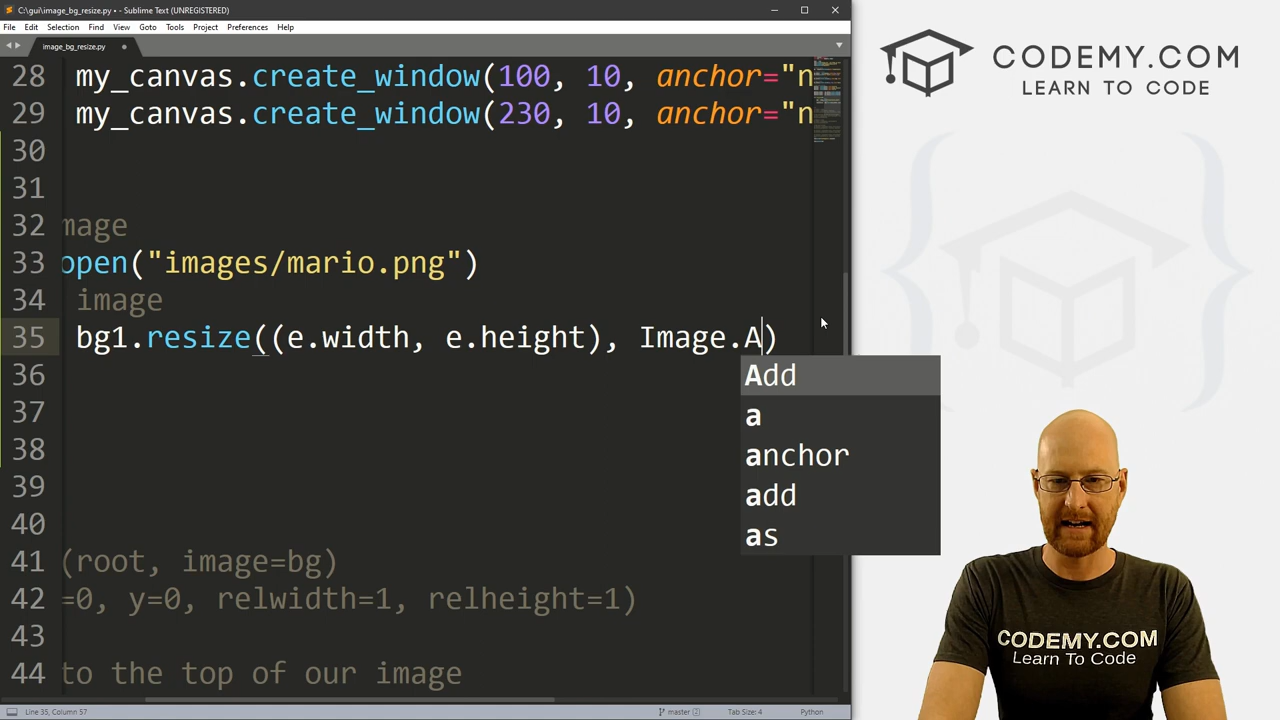 C:\gui\image_bg_resize.py • - Sublime Text (UNREGISTERED)
File Edit Selection Find View Goto Tools Project Preferences Help
image_bg_resize.py
28 my_canvas.create_window(100, 10, anchor="n
29 my_canvas.create_window(230, 10, anchor="n
30
31
32 mage
33 open("images/mario.png")
34 image
35 bg1.resize((e.width, e.height), Image.A)
36
37
38
39
40
41 (root, image=bg)
42 =0, y=0, relwidth=1, relheight=1)
43
44 to the top of our image
Add
a
anchor
add
as
Line 35, Column 57
master 2
Tab Size: 4
Python
CODEMY.COM
LEARN TO CODE
CODEMY.COM
Learn To Code